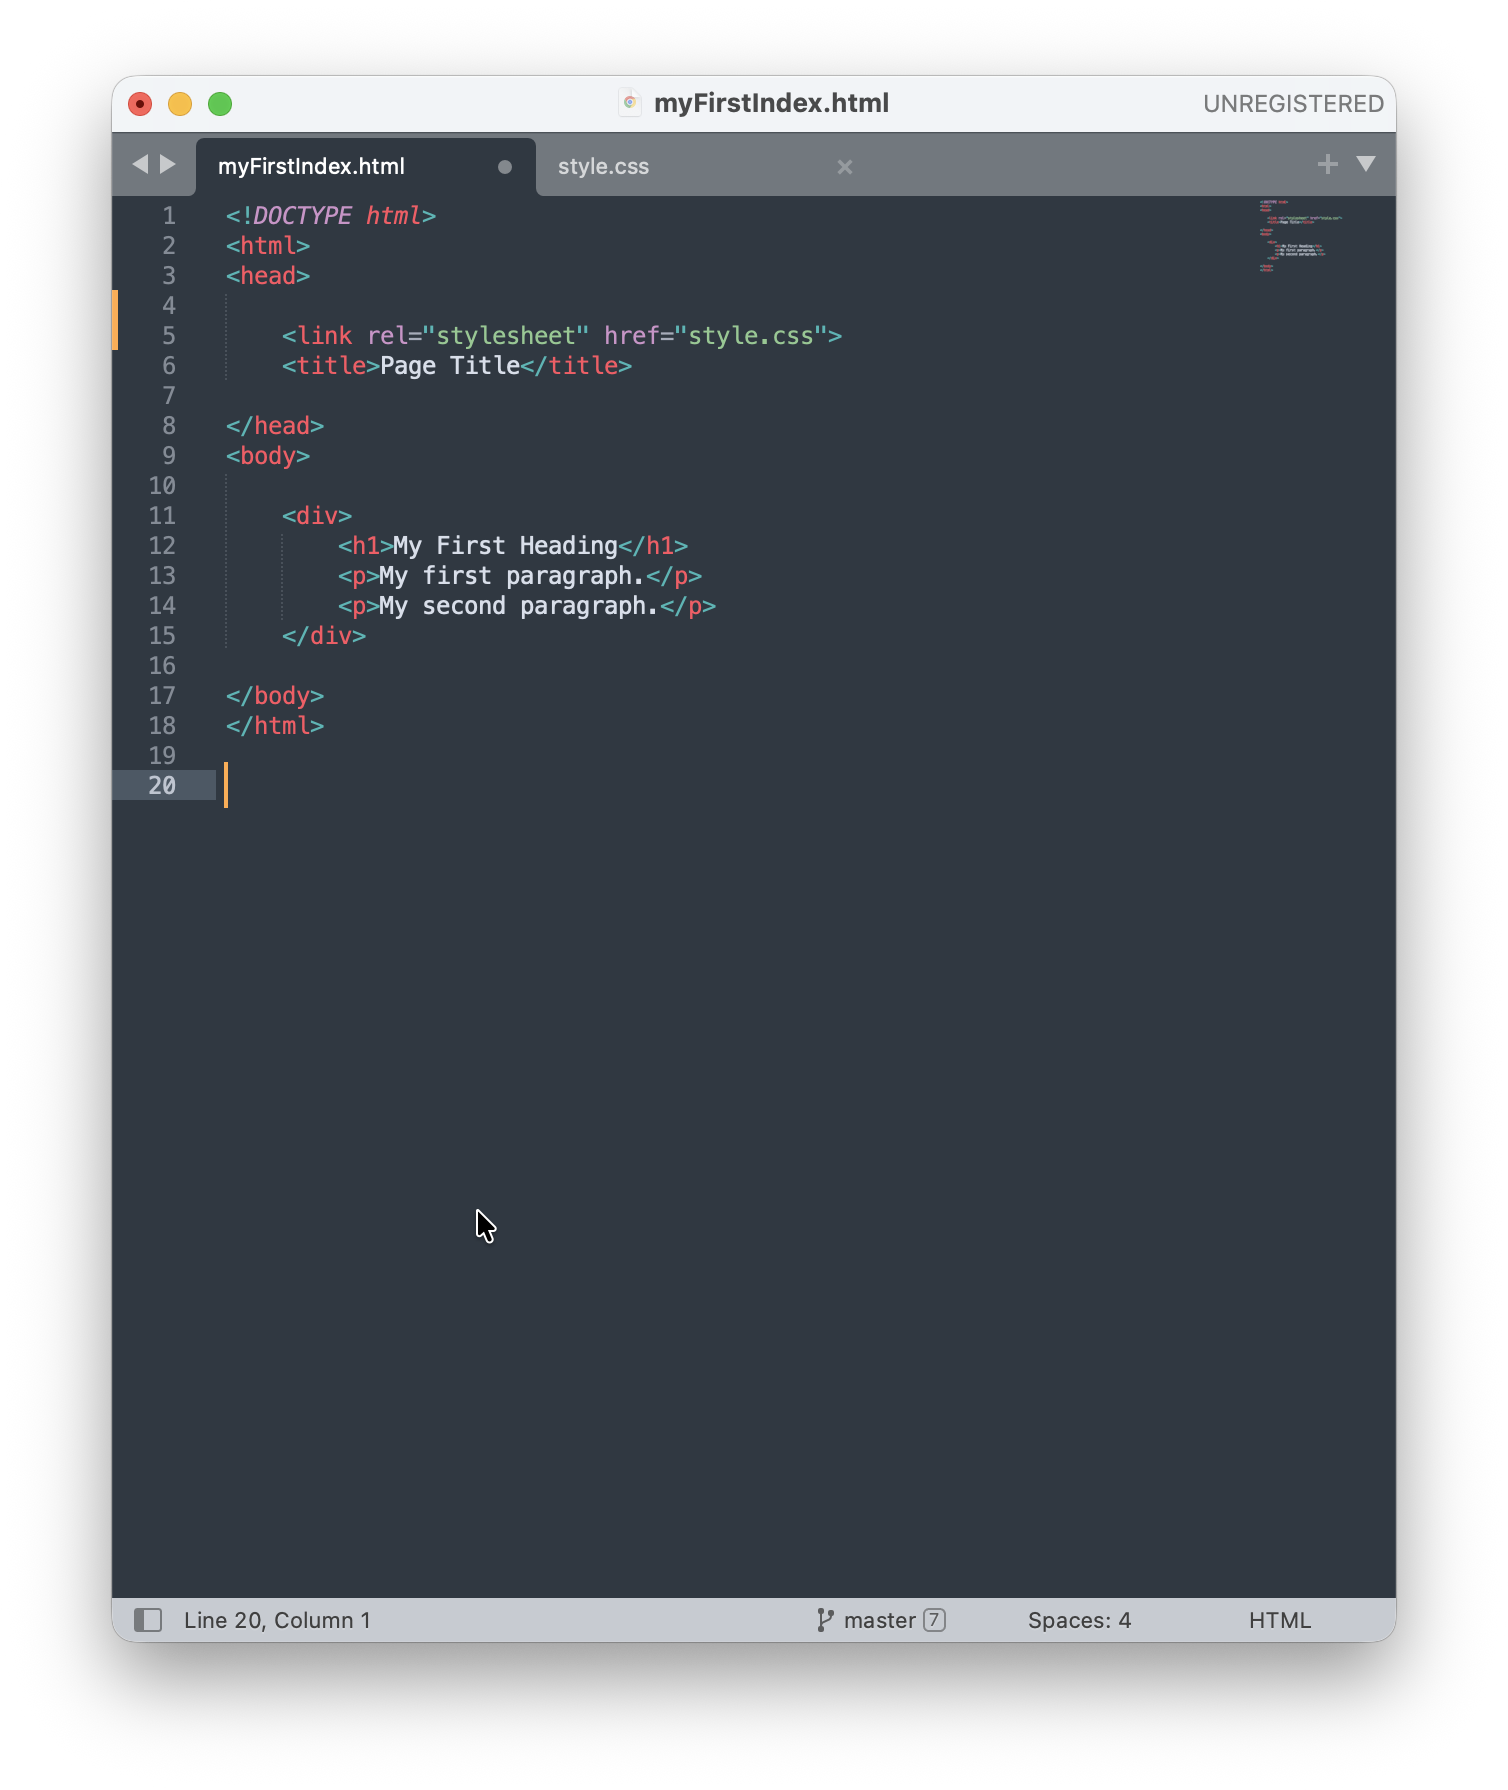 myFirstIndex.html
UNREGISTERED
myFirstIndex.html
style.css
1 <!DOCTYPE html>
2 <html>
3 <head>
4
5     <link rel="stylesheet" href="style.css">
6     <title>Page Title</title>
7
8 </head>
9 <body>
10
11     <div>
12         <h1>My First Heading</h1>
13         <p>My first paragraph.</p>
14         <p>My second paragraph.</p>
15     </div>
16
17 </body>
18 </html>
19
20
Line 20, Column 1
master 7
Spaces: 4
HTML